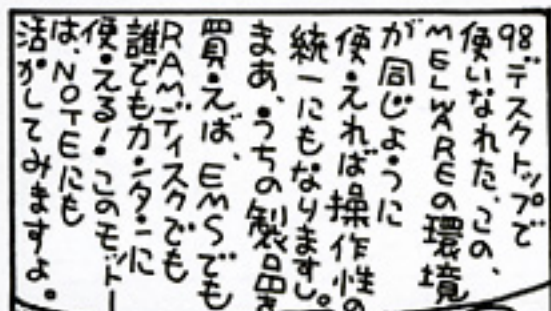 98デスクトップで
使いなれた、この、
MELWAREの環境
が同じように
使えれば操作性の
統一にもなりますし。
まあ、うちの製品を
買えば、EMSでも
RAMディスクでも
誰でもカンタンに
使える!このモットー
は、NOTEにも
活かしてみますよ。